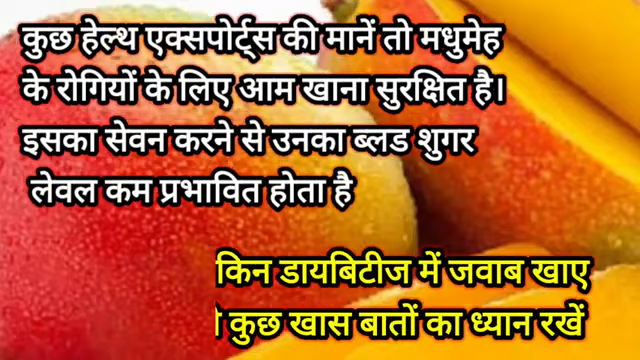 कुछ हेल्थ एक्सपोर्ट्स की मानें तो मधुमेह
के रोगियों के लिए आम खाना सुरक्षित है।
इसका सेवन करने से उनका ब्लड शुगर
लेवल कम प्रभावित होता है
किन डायबिटीज में जवाब खाए
कुछ खास बातों का ध्यान रखें